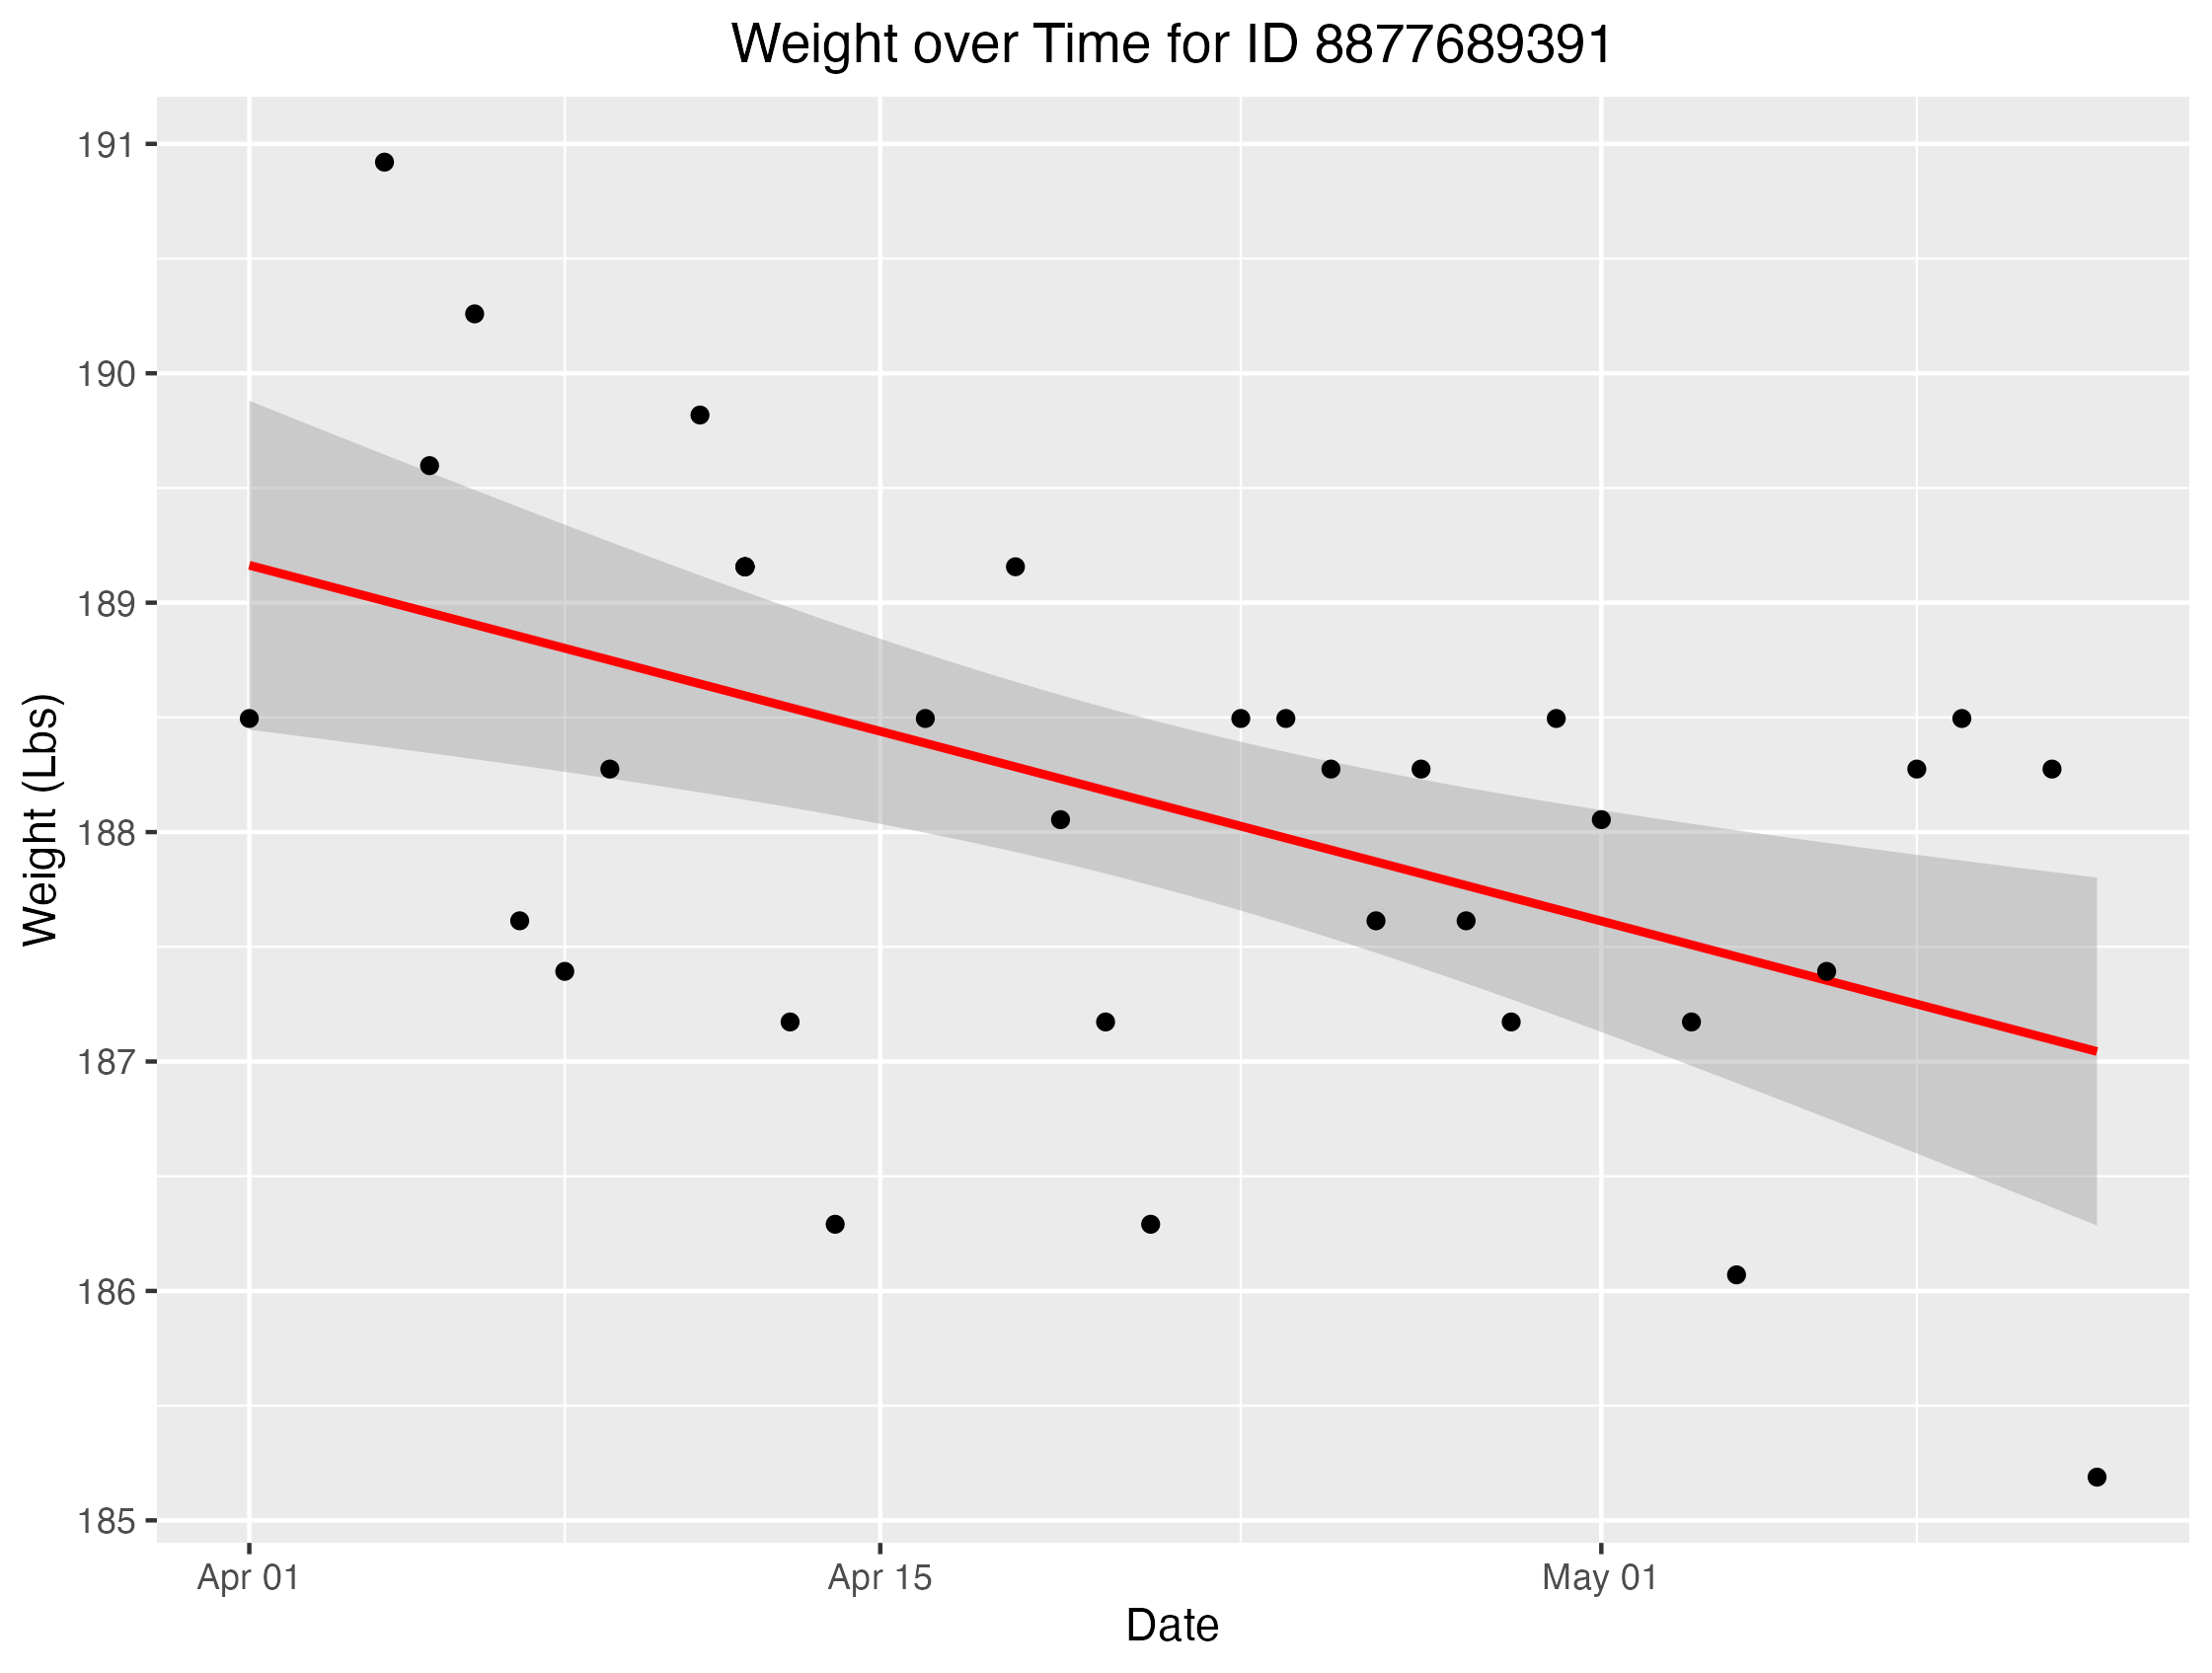 Weight over Time for ID 8877689391
191
190
189
188
187
186
185
Weight (Lbs)
Apr 01
Apr 15
May 01
Date